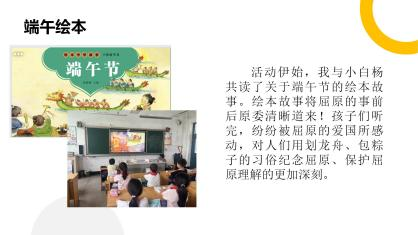 端午绘本
端午节
活动伊始，我与小白杨
共读了关于端午节的绘本故
事。绘本故事将屈原的事前
后原委清晰道来！孩子们听
完，纷纷被屈原的爱国所感
动，对人们用划龙舟、包粽
子的习俗纪念屈原、保护屈
原理解的更加深刻。